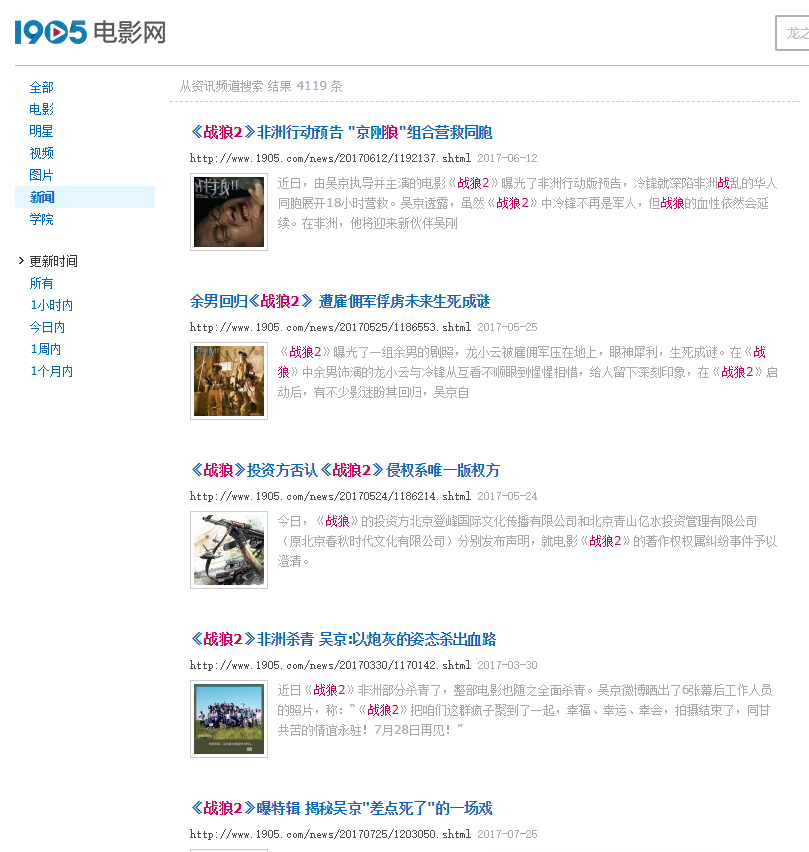 1905电影网
龙之
全部
电影
明星
视频
图片
新闻
学院
更新时间
所有
1小时内
今日内
1周内
1个月内
从资讯频道搜索 结果 4119 条
《战狼2》非洲行动预告 "京刚狼"组合营救同胞
http://www.1905.com/news/20170612/1192137.shtml 2017-06-12
近日，由吴京执导并主演的电影《战狼2》曝光了非洲行动版预告，冷锋就深陷非洲战乱的华人
同胞展开18小时营救。吴京透露，虽然《战狼2》中冷锋不再是军人，但战狼的血性依然会延
续。在非洲，他将迎来新伙伴吴刚
余男回归《战狼2》 遭雇佣军俘虏未来生死成谜
http://www.1905.com/news/20170525/1186553.shtml 2017-05-25
《战狼2》曝光了一组余男的剧照，龙小云被雇佣军压在地上，眼神犀利，生死成谜。在《战
狼》中余男饰演的龙小云与冷锋从互看不顺眼到惺惺相惜，给人留下深刻印象，在《战狼2》启
动后，有不少影迷盼其回归，吴京自
《战狼》投资方否认《战狼2》侵权系唯一版权方
http://www.1905.com/news/20170524/1186214.shtml 2017-05-24
今日，《战狼》的投资方北京登峰国际文化传播有限公司和北京青山亿水投资管理有限公司
（原北京春秋时代文化有限公司）分别发布声明，就电影《战狼2》的著作权权属纠纷事件予以
澄清。
《战狼2》非洲杀青 吴京:以炮灰的姿态杀出血路
http://www.1905.com/news/20170330/1170142.shtml 2017-03-30
近日《战狼2》非洲部分杀青了，整部电影也随之全面杀青。吴京微博晒出了6张幕后工作人员
的照片，称：“《战狼2》把咱们这群疯子聚到了一起，幸福、幸运、幸会，拍摄结束了，同甘
共苦的情谊永驻！7月28日再见！”
《战狼2》曝特辑 揭秘吴京"差点死了"的一场戏
http://www.1905.com/news/20170725/1203050.shtml 2017-07-25